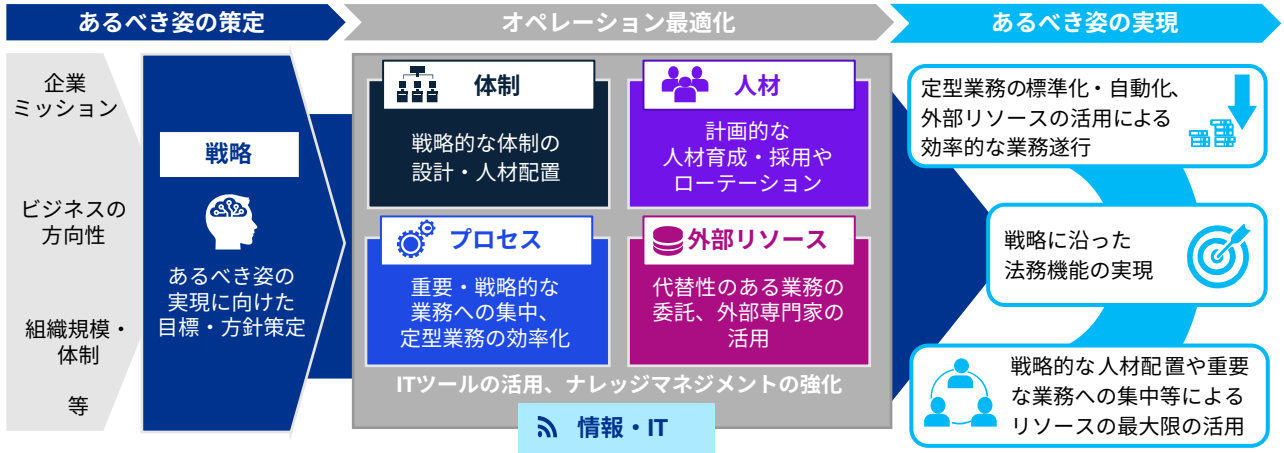 あるべき姿の策定
オペレーション最適化
あるべき姿の実現
企業
ミッション
ビジネスの
方向性
組織規模・
体制
等
戦略
あるべき姿の
実現に向けた
目標・方針策定
体制
戦略的な体制の
設計・人材配置
人材
計画的な
人材育成・採用や
ローテーション
プロセス
重要・戦略的な
業務への集中、
定型業務の効率化
外部リソース
代替性のある業務の
委託、外部専門家の
活用
ITツールの活用、ナレッジマネジメントの強化
情報・IT
定型業務の標準化・自動化、
外部リソースの活用による
効率的な業務遂行
戦略に沿った
法務機能の実現
戦略的な人材配置や重要
な業務への集中等による
リソースの最大限の活用